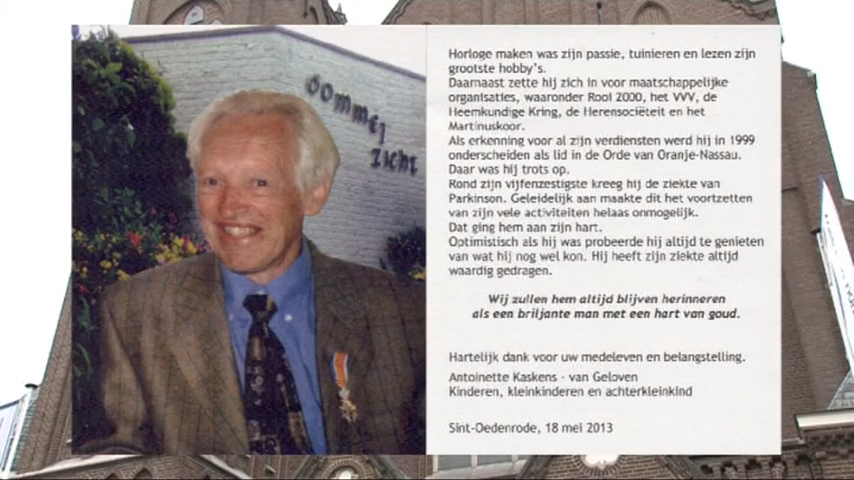 DOMMEL
ZICHT
Horloge maken was zijn passie, tuinieren en lezen zijn
grootste hobby's.
Daarnaast zette hij zich in voor maatschappelijke
organisaties, waaronder Rooi 2000, het VVV, de
Heemkundige Kring, de Herensociëteit en het
Martinuskoor.
Als erkenning voor al zijn verdiensten werd hij in 1999
onderscheiden als lid in de Orde van Oranje-Nassau.
Daar was hij trots op.
Rond zijn vijfenzestigste kreeg hij de ziekte van
Parkinson. Geleidelijk aan maakte dit het voortzetten
van zijn vele activiteiten helaas onmogelijk.
Dat ging hem aan zijn hart.
Optimistisch als hij was probeerde hij altijd te genieten
van wat hij nog wel kon. Hij heeft zijn ziekte altijd
waardig gedragen.
Wij zullen hem altijd blijven herinneren
als een briljante man met een hart van goud.
Hartelijk dank voor uw medeleven en belangstelling.
Antoinette Kaskens - van Geloven
Kinderen, kleinkinderen en achterkleinkind
Sint-Oedenrode, 18 mei 2013